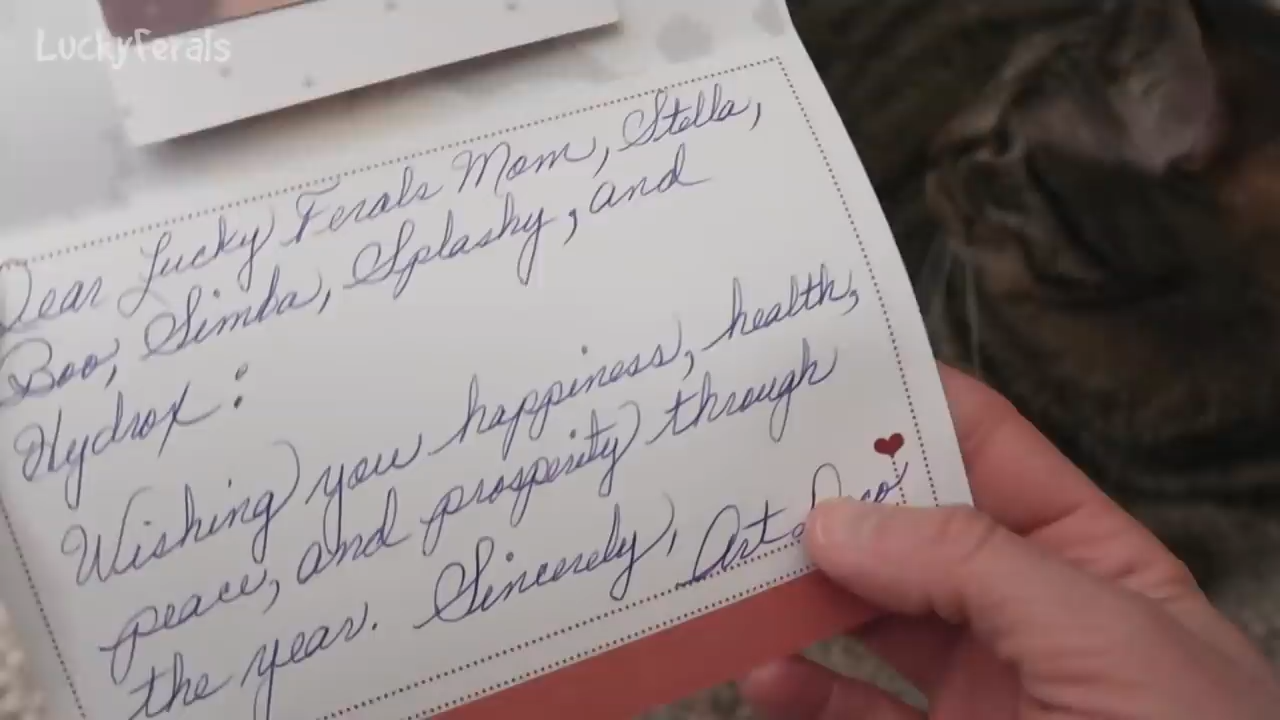 LuckyFerals
Dear Lucky Ferals Mom, Stella,
Boo, Simba, Splashy, and
Hydrox:
Wishing you happiness, health,
peace, and prosperity through
the year. Sincerely, Art